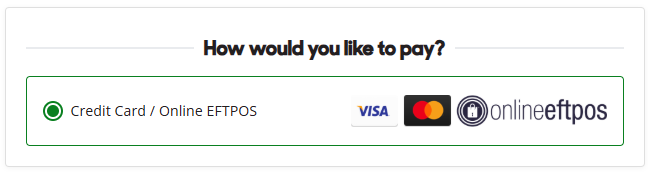 How would you like to pay?
Credit Card / Online EFTPOS VISA onlineeftpos